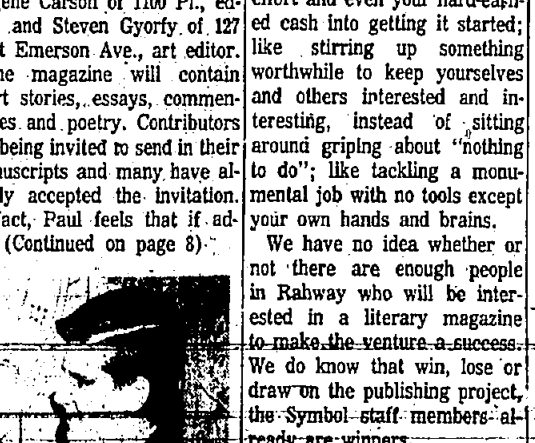 ene Carson of 1100 Pl., ed-
and Steven Gyorfy of 127
t Emerson Ave., art editor.
e magazine will contain
rt stories, essays, commen-
es and poetry. Contributors
being invited to send in their
uscripts and many have al-
ly accepted the invitation.
fact, Paul feels that if ad-
(Continued on page 8)
effort and even your hard-earn-
ed cash into getting it started;
like stirring up something
worthwhile to keep yourselves
and others interested and in-
teresting, instead of sitting
around griping about "nothing
to do"; like tackling a monu-
mental job with no tools except
your own hands and brains.
We have no idea whether or
not there are enough people
in Rahway who will be inter-
ested in a literary magazine
to make the venture a success.
We do know that win, lose or
draw on the publishing project,
the Symbol staff members al-
ready are winners